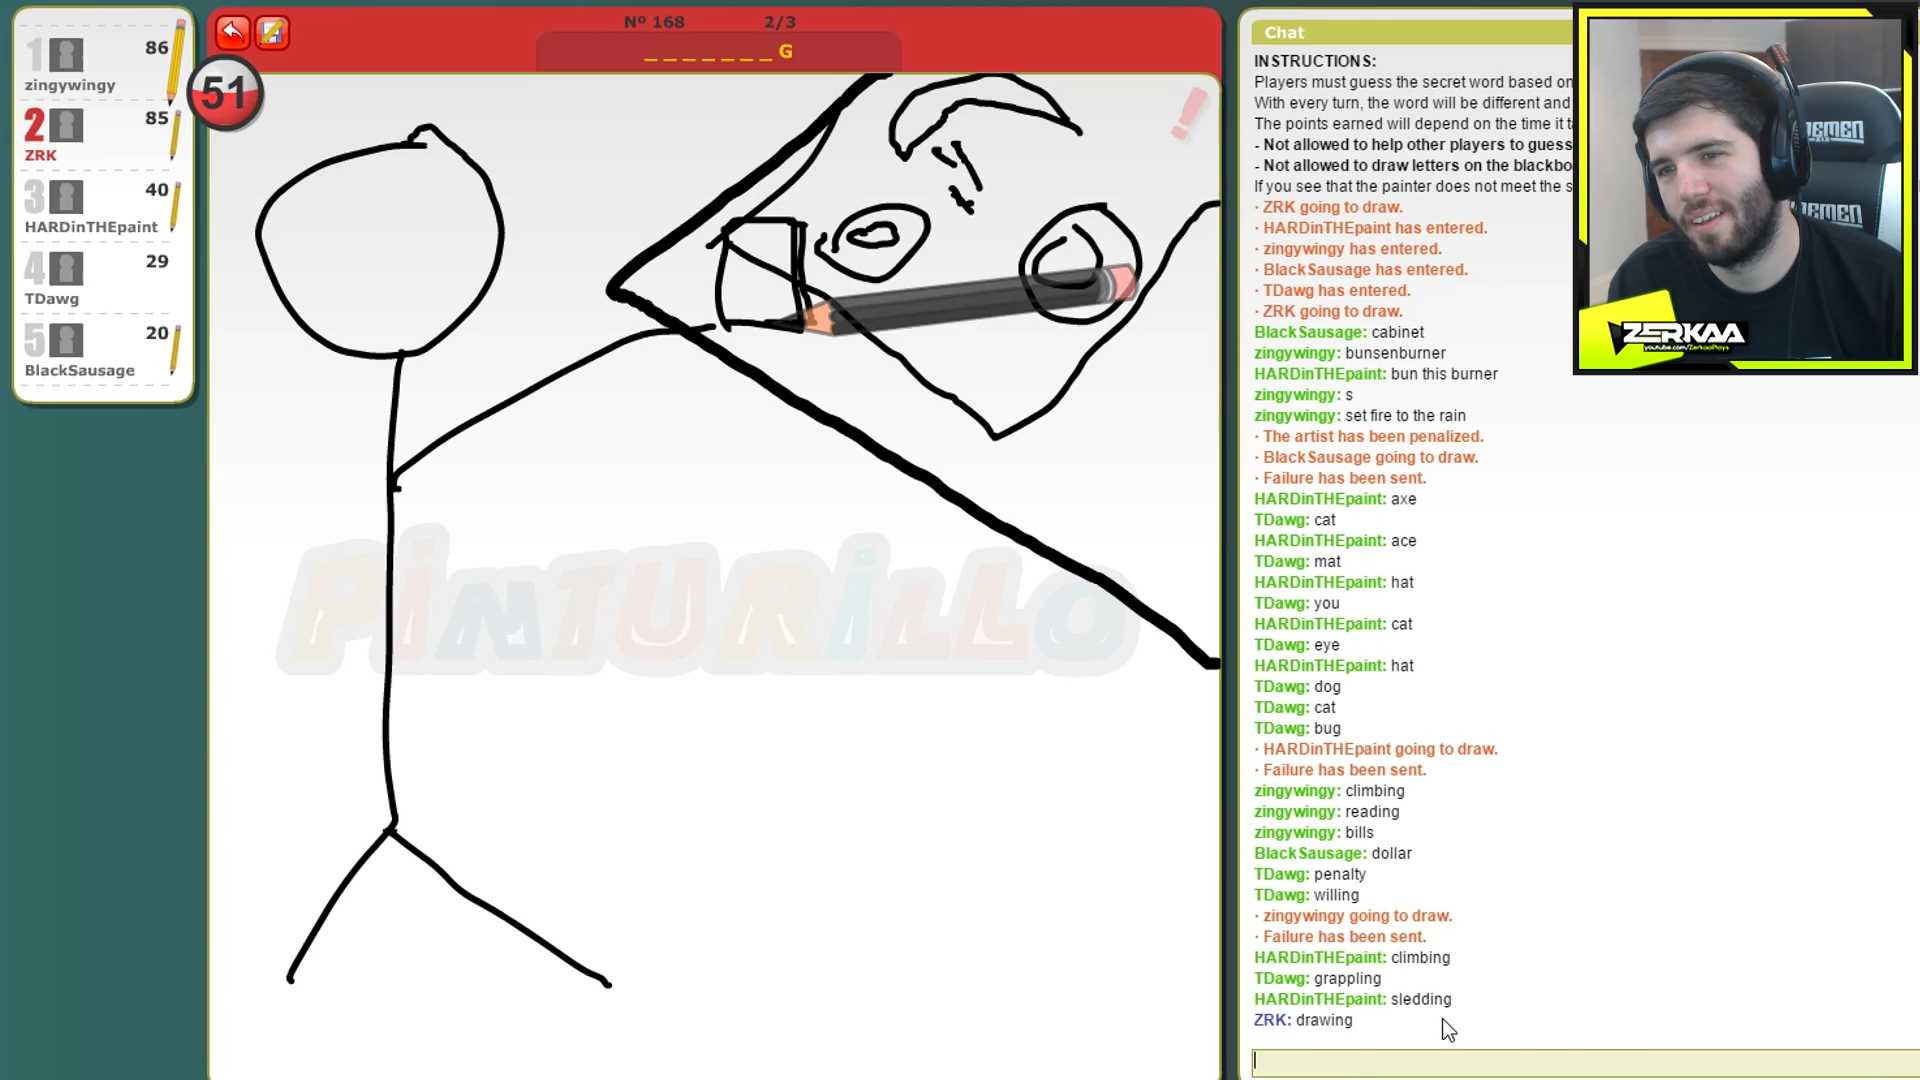 1
86
zingywingy
2
85
ZRK
3
40
HARDinTHEpaint
4
29
TDawg
5
20
BlackSausage
51
Nº 168
2/3
_ _ _ _ _ _ _ G
!
PINTURILLO
Chat
INSTRUCTIONS:
Players must guess the secret word based on
With every turn, the word will be different and
The points earned will depend on the time it ta
- Not allowed to help other players to guess
- Not allowed to draw letters on the blackbo
If you see that the painter does not meet the s
· ZRK going to draw.
· HARDinTHEpaint has entered.
· zingywingy has entered.
· BlackSausage has entered.
· TDawg has entered.
· ZRK going to draw.
BlackSausage: cabinet
zingywingy: bunsenburner
HARDinTHEpaint: bun this burner
zingywingy: s
zingywingy: set fire to the rain
· The artist has been penalized.
· BlackSausage going to draw.
· Failure has been sent.
HARDinTHEpaint: axe
TDawg: cat
HARDinTHEpaint: ace
TDawg: mat
HARDinTHEpaint: hat
TDawg: you
HARDinTHEpaint: cat
TDawg: eye
HARDinTHEpaint: hat
TDawg: dog
TDawg: cat
TDawg: bug
· HARDinTHEpaint going to draw.
· Failure has been sent.
zingywingy: climbing
zingywingy: reading
zingywingy: bills
BlackSausage: dollar
TDawg: penalty
TDawg: willing
· zingywingy going to draw.
· Failure has been sent.
HARDinTHEpaint: climbing
TDawg: grappling
HARDinTHEpaint: sledding
ZRK: drawing
ZERKAA
youtube.com/ZerkaaPlays